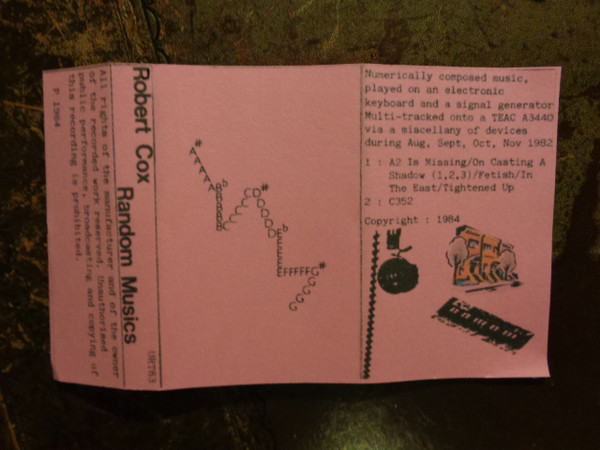 Numerically composed music,
played on an electronic
keyboard and a signal generator
Multi-tracked onto a TEAC A3440
via a miscellany of devices
during Aug, Sept, Oct, Nov 1982
1 : A2 Is Missing/On Casting A
Shadow (1,2,3)/Fetish/In
The East/Tightened Up
2 : C352
Copyright : 1984
Robert Cox
Random Musics
UR783
All rights of the manufacturer and of the owner
of the recorded work reserved. Unauthorised
public performance, broadcasting and copying of
this recording is prohibited.
P 1984